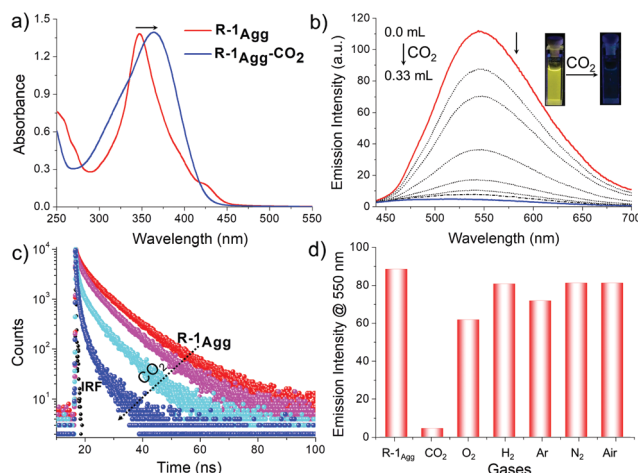 a)
R-1Agg
R-1Agg-CO2
Absorbance
1.5
1.2
0.9
0.6
0.3
0.0
250 300 350 400 450 500 550
Wavelength (nm)
b)
0.0 mL
CO2
0.33 mL
CO2
Emission Intensity (a.u.)
120
100
80
60
40
20
0
450 500 550 600 650 700
Wavelength (nm)
c)
R-1Agg
CO2
IRF
Counts
10^4
10^3
10^2
10^1
20 40 60 80 100
Time (ns)
d)
Emission Intensity @ 550 nm
100
80
60
40
20
0
R-1Agg CO2 O2 H2 Ar N2 Air
Gases